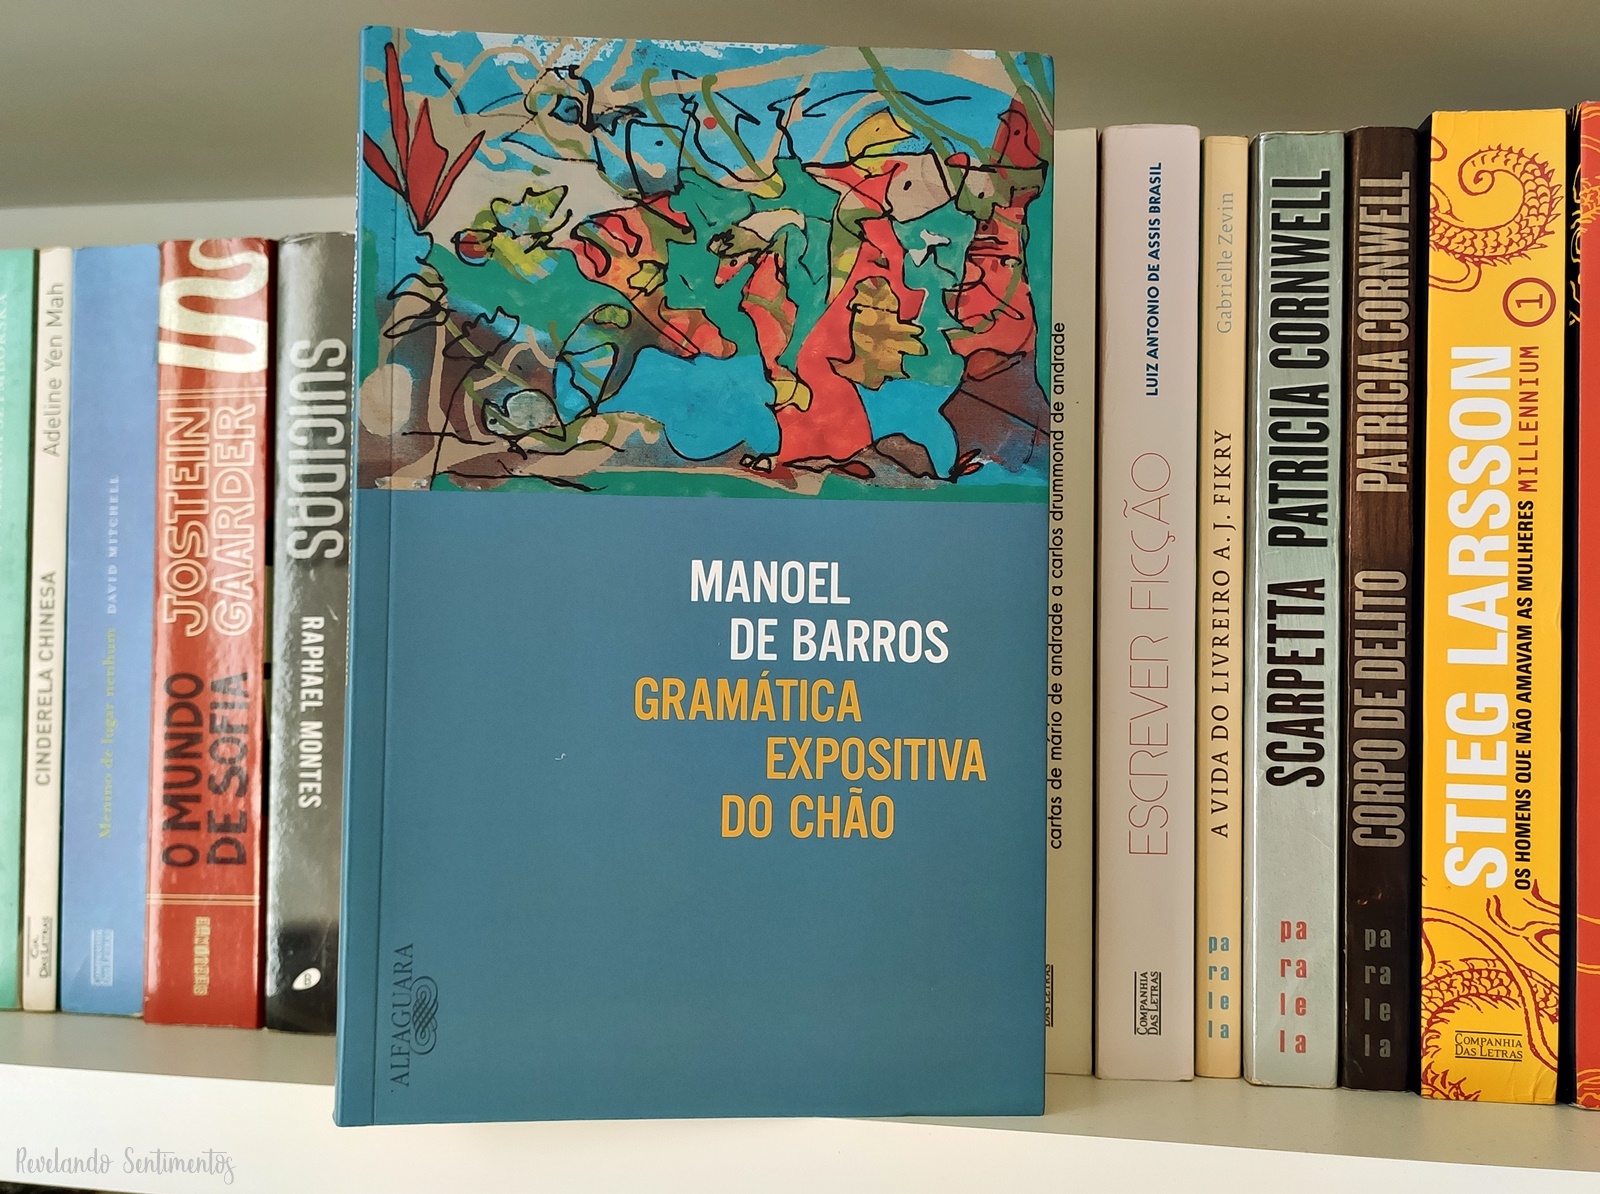 Adeline Yen Mah
CINDERELA CHINESA
CIA. DAS LETRAS
Menino de lugar nenhum DAVID MITCHELL
JOSTEIN
GAARDER
O MUNDO
DE SOFIA
SUICIDAS
RAPHAEL MONTES
MANOEL
DE BARROS
GRAMÁTICA
EXPOSITIVA
DO CHÃO
ALFAGUARA
cartas de mário de andrade a carlos drummond de andrade
LUIZ ANTONIO DE ASSIS BRASIL
ESCREVER FICÇÃO
COMPANHIA
DAS LETRAS
Gabrielle Zevin
A VIDA DO LIVREIRO A. J. FIKRY
pa
ra
le
la
PATRICIA CORNWELL
SCARPETTA
pa
ra
le
la
PATRICIA CORNWELL
CORPO DE DELITO
pa
ra
le
la
1
STIEG LARSSON
OS HOMENS QUE NÃO AMAVAM AS MULHERES MILLENNIUM
COMPANHIA
DAS LETRAS
Revelando Sentimentos